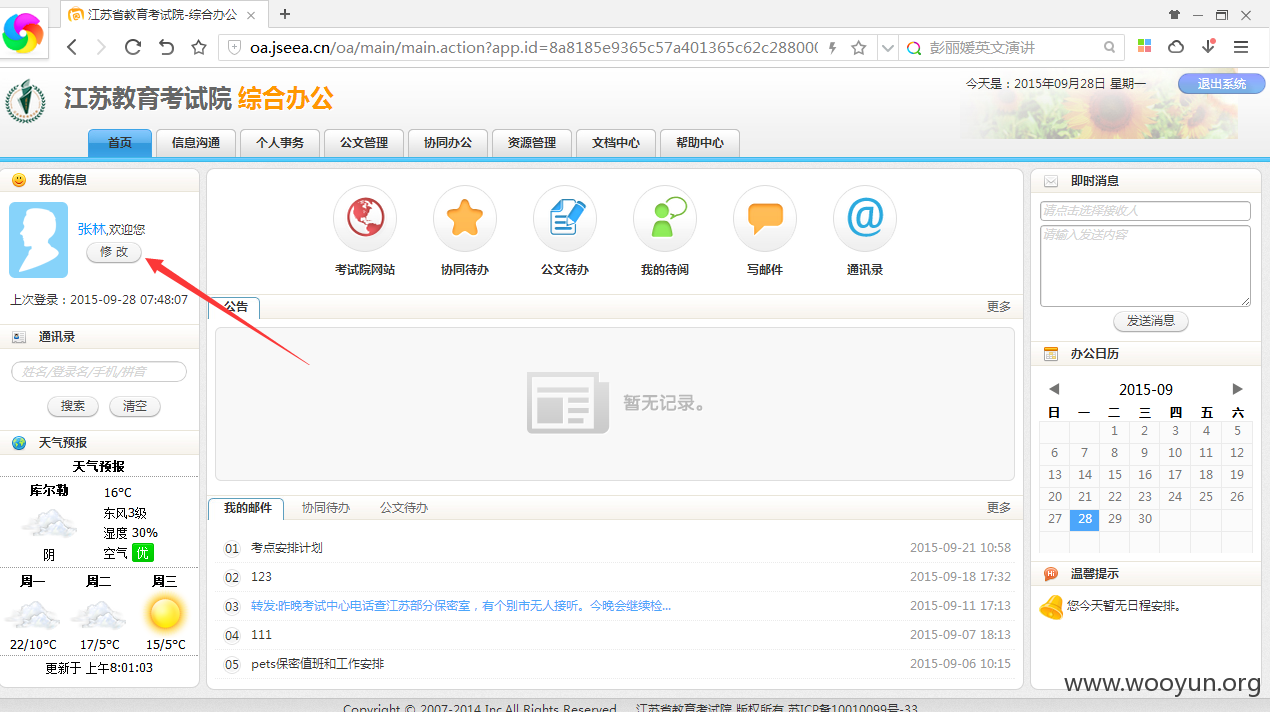 江苏省教育考试院-综合办公
oa.jseea.cn/oa/main/main.action?app.id=8a8185e9365c57a401365c62c28800
彭丽媛英文演讲
江苏教育考试院 综合办公
今天是：2015年09月28日 星期一
退出系统
首页 信息沟通 个人事务 公文管理 协同办公 资源管理 文档中心 帮助中心
我的信息
张林,欢迎您
修 改
上次登录：2015-09-28 07:48:07
通讯录
姓名/登录名/手机/拼音
搜索 清空
天气预报
天气预报
库尔勒
16°C
东风3级
湿度 30%
阴
空气 优
周一 周二 周三
22/10°C 17/5°C 15/5°C
更新于 上午8:01:03
考试院网站 协同待办 公文待办 我的待阅 写邮件 通讯录
公告 更多
暂无记录。
我的邮件 协同待办 公文待办 更多
01 考点安排计划 2015-09-21 10:58
02 123 2015-09-18 17:32
03 转发:昨晚考试中心电话查江苏部分保密室，有个别市无人接听。今晚会继续检... 2015-09-11 17:13
04 111 2015-09-07 18:13
05 pets保密值班和工作安排 2015-09-06 10:15
即时消息
请点击选择接收人
请输入发送内容
发送消息
办公日历
2015-09
日 一 二 三 四 五 六
1 2 3 4 5
6 7 8 9 10 11 12
13 14 15 16 17 18 19
20 21 22 23 24 25 26
27 28 29 30
温馨提示
您今天暂无日程安排。
www.wooyun.org
Copyright © 2007-2014 Inc.All Rights Reserved. 江苏省教育考试院 版权所有 苏ICP备10010099号-33